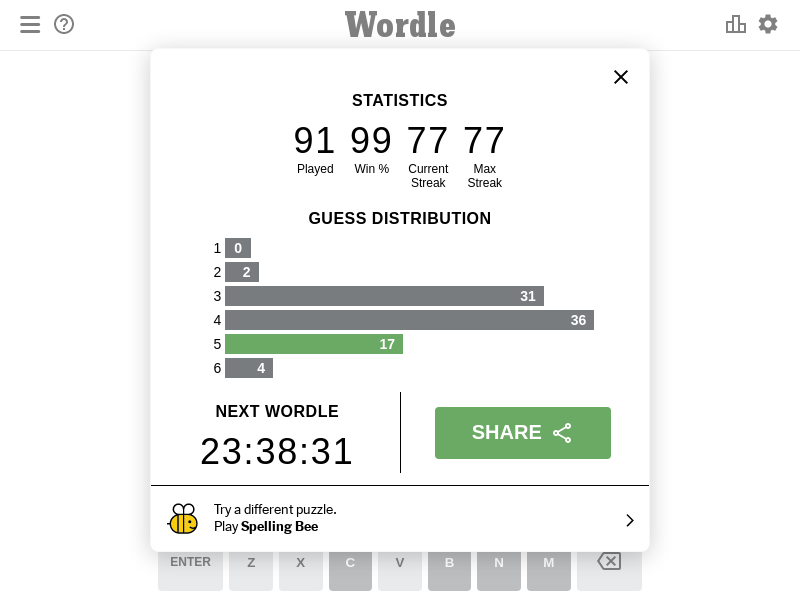 Wordle
STATISTICS
91 99 77 77
Played Win % Current Streak Max Streak
GUESS DISTRIBUTION
1 0
2 2
3 31
4 36
5 17
6 4
NEXT WORDLE
23:38:31
SHARE
Try a different puzzle.
Play Spelling Bee
ENTER Z X C V B N M